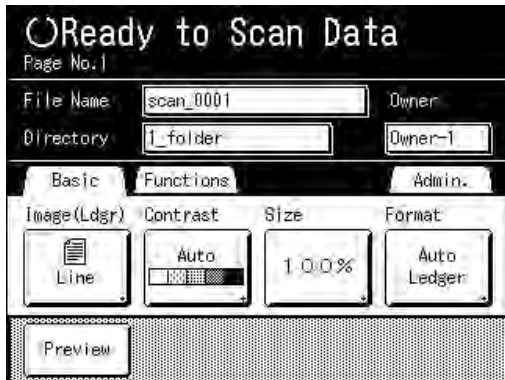 Ready to Scan Data
Page No.1
File Name scan_0001 Owner
Directory 1_folder Owner-1
Basic Functions Admin.
Image(Ldgr) Contrast Size Format
Line Auto 100% Auto Ledger
Preview